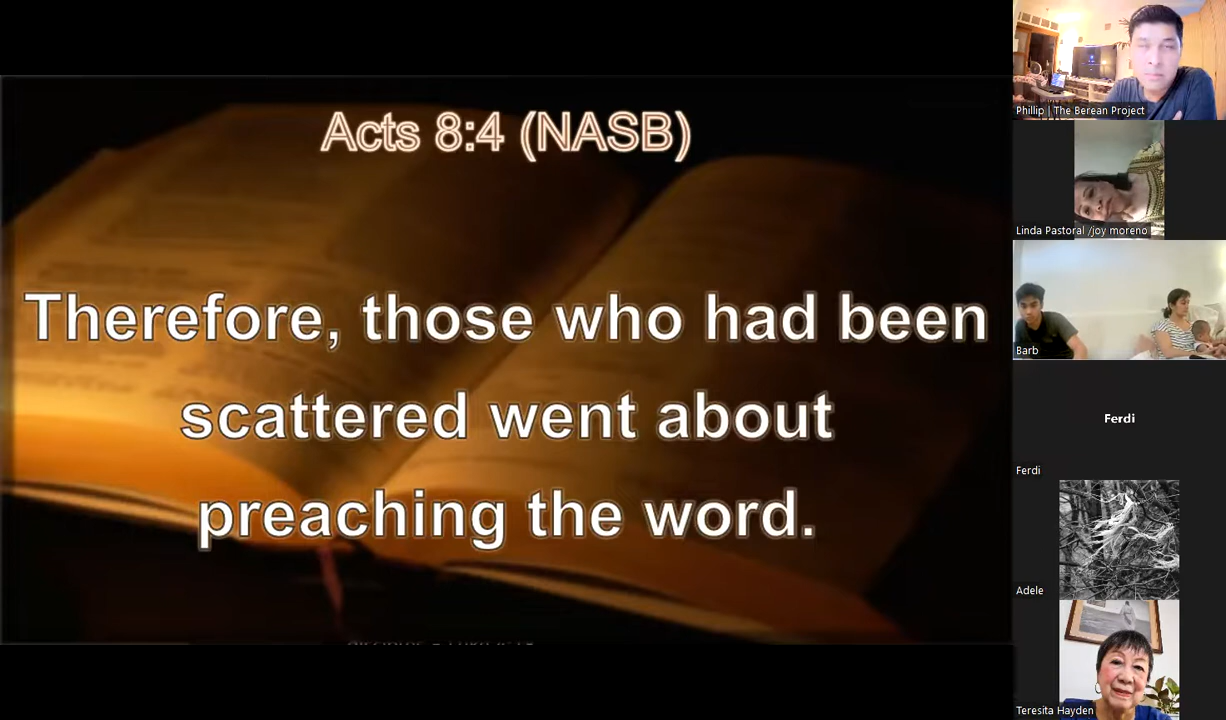 Acts 8:4 (NASB)
Therefore, those who had been
scattered went about
preaching the word.
Phillip | The Berean Project
Linda Pastoral /joy moreno
Barb
Ferdi
Ferdi
Adele
Teresita Hayden